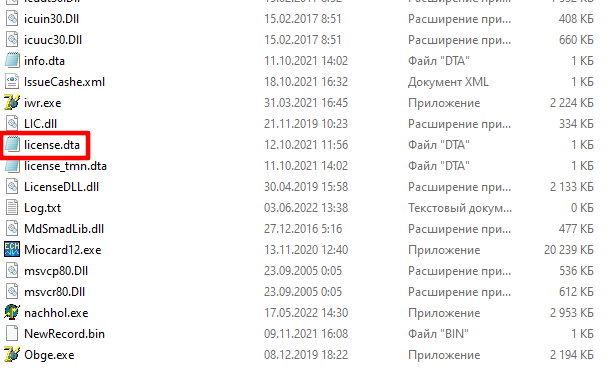 icudt30.Dll 15.02.2017 8:51 Расширение при...
icuin30.Dll 15.02.2017 8:51 Расширение при... 408 КБ
icuuc30.Dll 15.02.2017 8:51 Расширение при... 660 КБ
info.dta 11.10.2021 14:02 Файл "DTA" 1 КБ
IssueCashe.xml 18.10.2021 16:32 Документ XML 1 КБ
iwr.exe 31.03.2021 16:45 Приложение 2 224 КБ
LIC.dll 21.11.2019 10:23 Расширение при... 334 КБ
license.dta 12.10.2021 11:56 Файл "DTA" 1 КБ
license_tmn.dta 11.10.2021 14:02 Файл "DTA" 1 КБ
LicenseDLL.dll 30.04.2019 15:58 Расширение при... 2 133 КБ
Log.txt 03.06.2022 13:38 Текстовый докум... 0 КБ
MdSmadLib.dll 27.12.2016 5:16 Расширение при... 477 КБ
Miocard12.exe 13.11.2020 12:40 Приложение 20 239 КБ
msvcp80.Dll 23.09.2005 0:05 Расширение при... 536 КБ
msvcr80.Dll 23.09.2005 0:05 Расширение при... 612 КБ
nachhol.exe 17.05.2022 14:30 Приложение 2 953 КБ
NewRecord.bin 09.11.2021 16:08 Файл "BIN" 1 КБ
Obge.exe 08.12.2019 18:22 Приложение 2 194 КБ